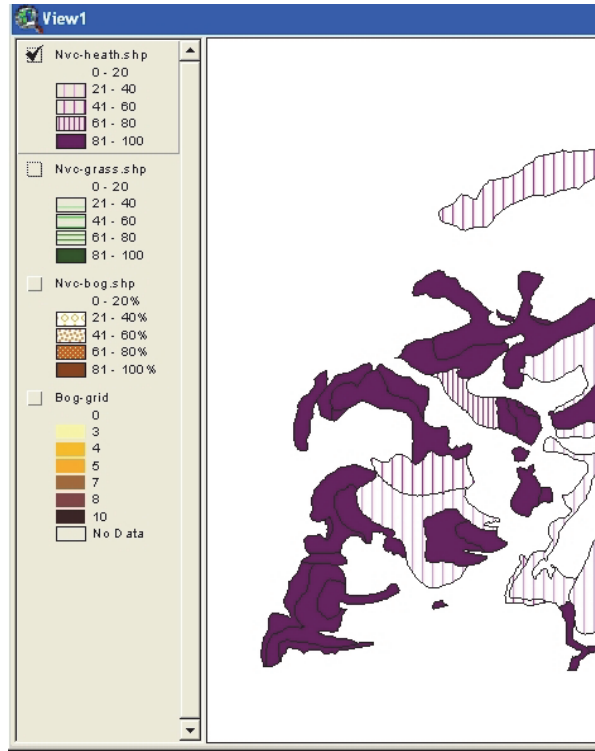 View1
Nvc-heath.shp
0 - 20
21 - 40
41 - 60
61 - 80
81 - 100
Nvc-grass.shp
0 - 20
21 - 40
41 - 60
61 - 80
81 - 100
Nvc-bog.shp
0 - 20%
21 - 40%
41 - 60%
61 - 80%
81 - 100%
Bog-grid
0
3
4
5
7
8
10
No Data